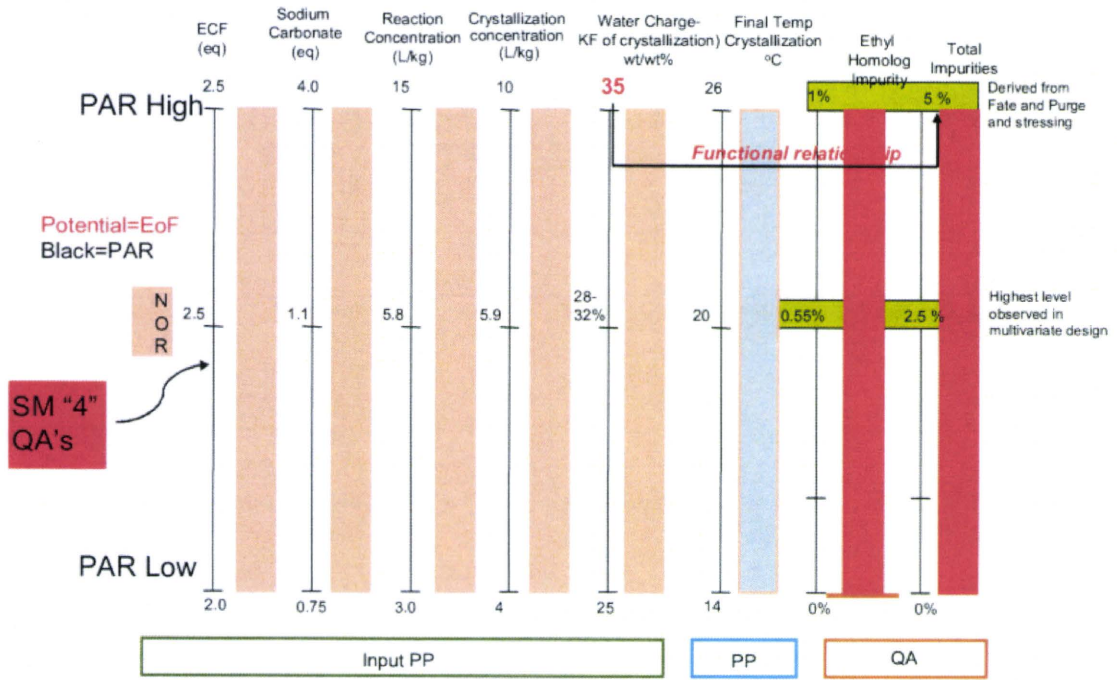 ECF
(eq)
Sodium
Carbonate
(eq)
Reaction
Concentration
(L/kg)
Crystallization
concentration
(L/kg)
Water Charge-
KF of crystallization)
wt/wt%
Final Temp
Crystallization
ºC
Ethyl
Homolog
Impurity
Total
Impurities
PAR High
2.5
4.0
15
10
35
26
1%
5 %
Derived from
Fate and Purge
and stressing
Functional relationship
Potential=EoF
Black=PAR
N
O
R
2.5
1.1
5.8
5.9
28-
32%
20
0.55%
2.5 %
Highest level
observed in
multivariate design
SM "4"
QA's
PAR Low
2.0
0.75
3.0
4
25
14
0%
0%
Input PP
PP
QA